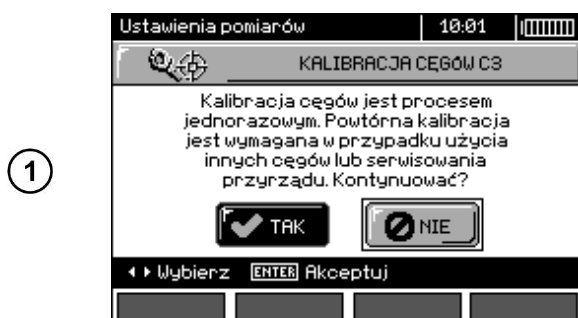 Ustawienia pomiarów 10:01
KALIBRACJA CĘGÓW C3
Kalibracja cęgów jest procesem
jednorazowym. Powtórna kalibracja
jest wymagana w przypadku użycia
innych cęgów lub serwisowania
przyrządu. Kontynuować?
TAK NIE
Wybierz ENTER Akceptuj
1